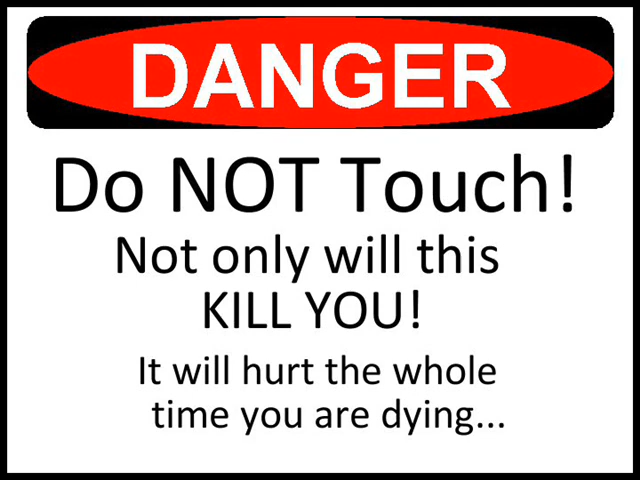 DANGER
Do NOT Touch!
Not only will this
KILL YOU!
It will hurt the whole
time you are dying...